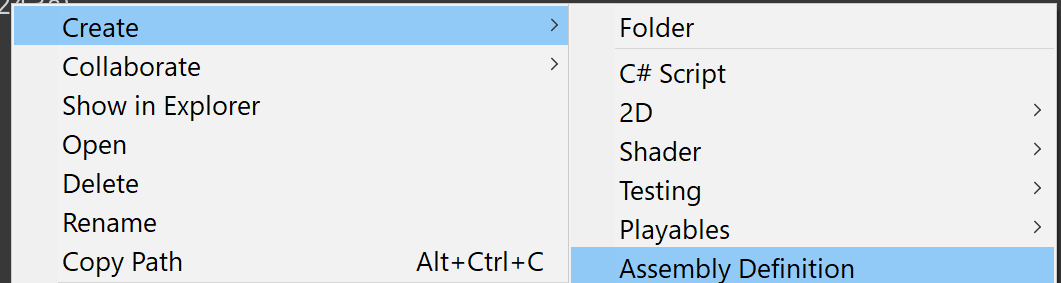 Create
Collaborate
Show in Explorer
Open
Delete
Rename
Copy Path Alt+Ctrl+C
Folder
C# Script
2D
Shader
Testing
Playables
Assembly Definition